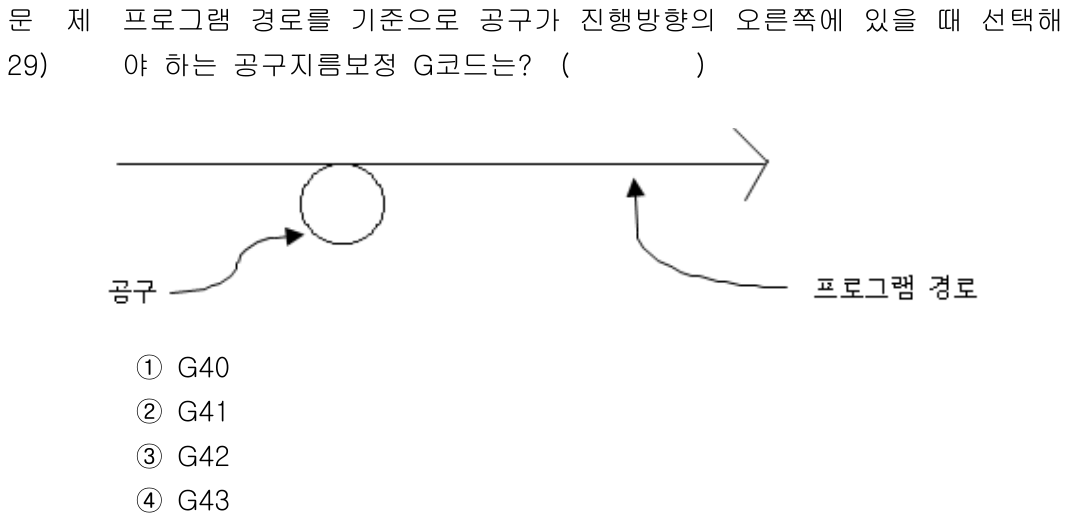 문 제 프로그램 경로를 기준으로 공구가 진행방향의 오른쪽에 있을 때 선택해
29) 야 하는 공구지름보정 G코드는? ( )
공구
프로그램 경로
① G40
② G41
③ G42
④ G43